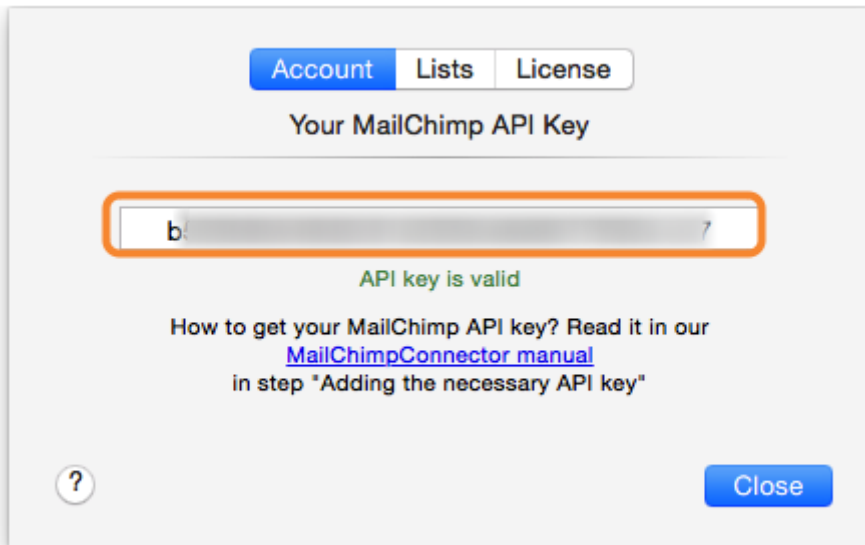 Account Lists License
Your MailChimp API Key
API key is valid
How to get your MailChimp API key? Read it in our
MailChimpConnector manual
in step "Adding the necessary API key"
?
Close